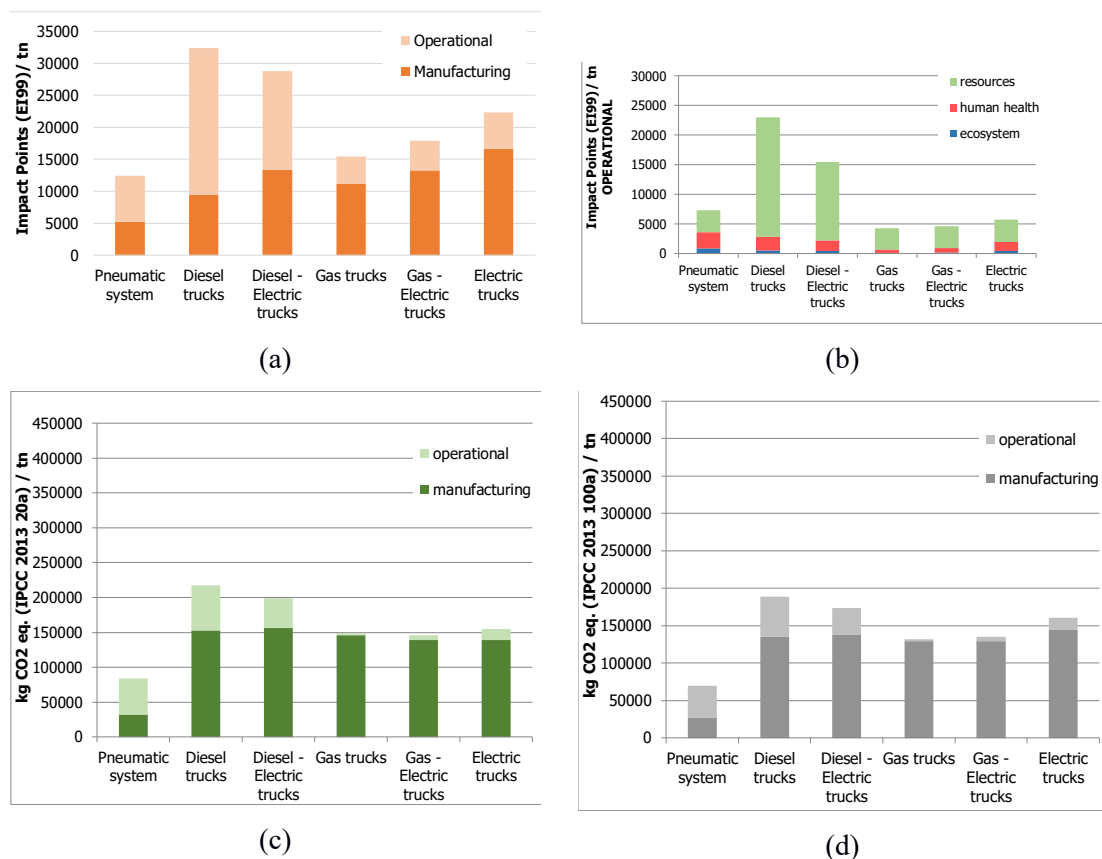 Impact Points (EI99)/ tn
35000
30000
25000
20000
15000
10000
5000
0
Operational
Manufacturing
Pneumatic system
Diesel trucks
Diesel - Electric trucks
Gas trucks
Gas - Electric trucks
Electric trucks
(a)
Impact Points (EI99)/ tn
OPERATIONAL
30000
25000
20000
15000
10000
5000
0
resources
human health
ecosystem
Pneumatic system
Diesel trucks
Diesel - Electric trucks
Gas trucks
Gas - Electric trucks
Electric trucks
(b)
kg CO2 eq. (IPCC 2013 20a) / tn
450000
400000
350000
300000
250000
200000
150000
100000
50000
0
operational
manufacturing
Pneumatic system
Diesel trucks
Diesel - Electric trucks
Gas trucks
Gas - Electric trucks
Electric trucks
(c)
kg CO2 eq. (IPCC 2013 100a) / tn
450000
400000
350000
300000
250000
200000
150000
100000
50000
0
operational
manufacturing
Pneumatic system
Diesel trucks
Diesel - Electric trucks
Gas trucks
Gas - Electric trucks
Electric trucks
(d)